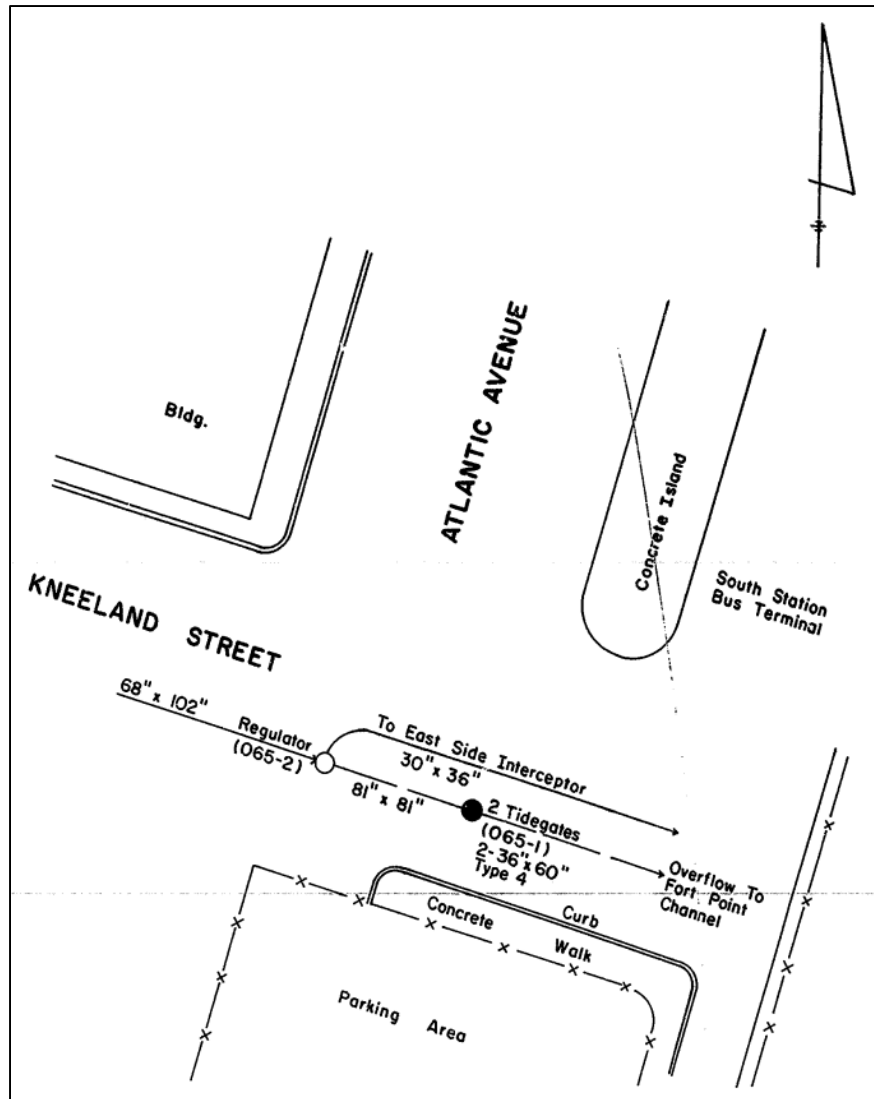 Bldg.
ATLANTIC AVENUE
Concrete Island
South Station
Bus Terminal
KNEELAND STREET
68" x 102"
Regulator
(065-2)
To East Side Interceptor
30" x 36"
81" x 81"
2 Tidegates
(065-1)
2-36" x 60"
Type 4
Overflow To
Fort Point
Channel
Curb
Concrete Walk
Parking Area